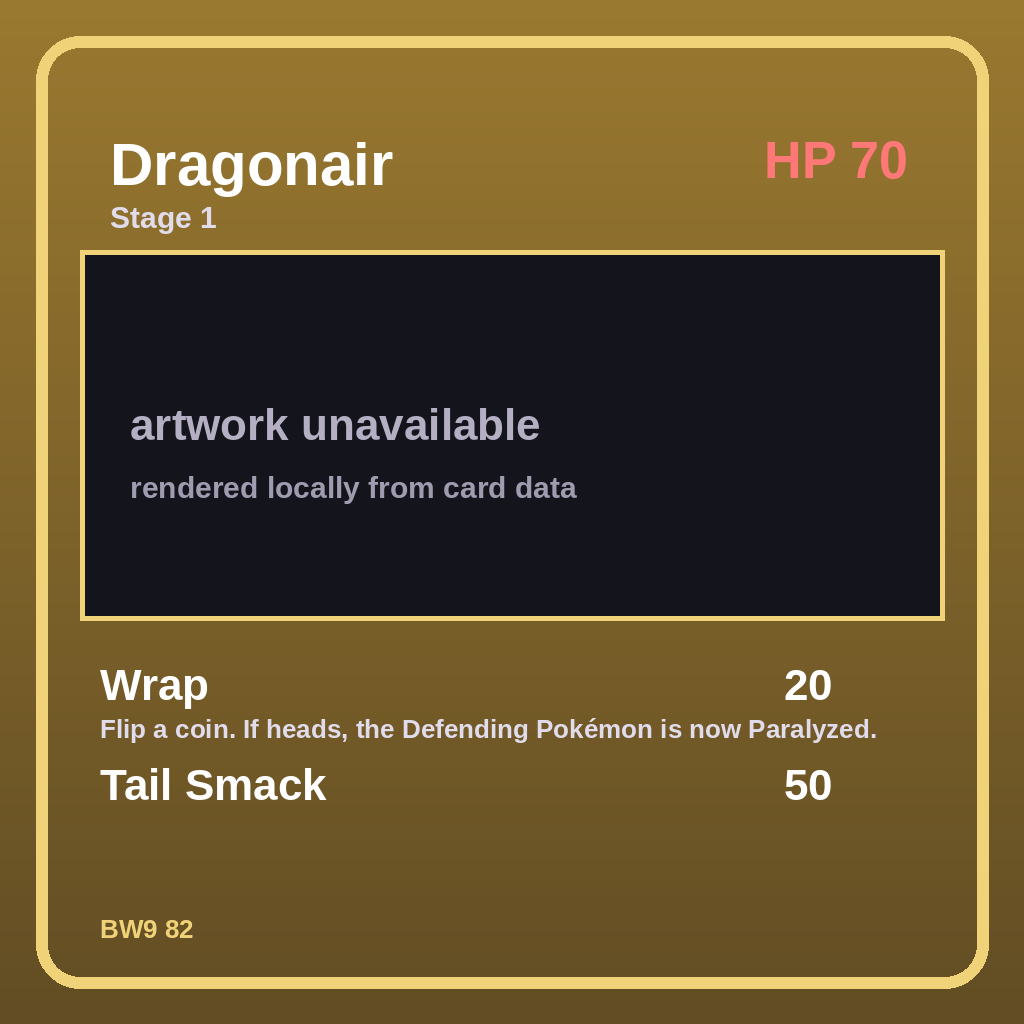 Dragonair
HP 70
Stage 1
artwork unavailable
rendered locally from card data
Wrap 20
Flip a coin. If heads, the Defending Pokémon is now Paralyzed.
Tail Smack 50
BW9 82